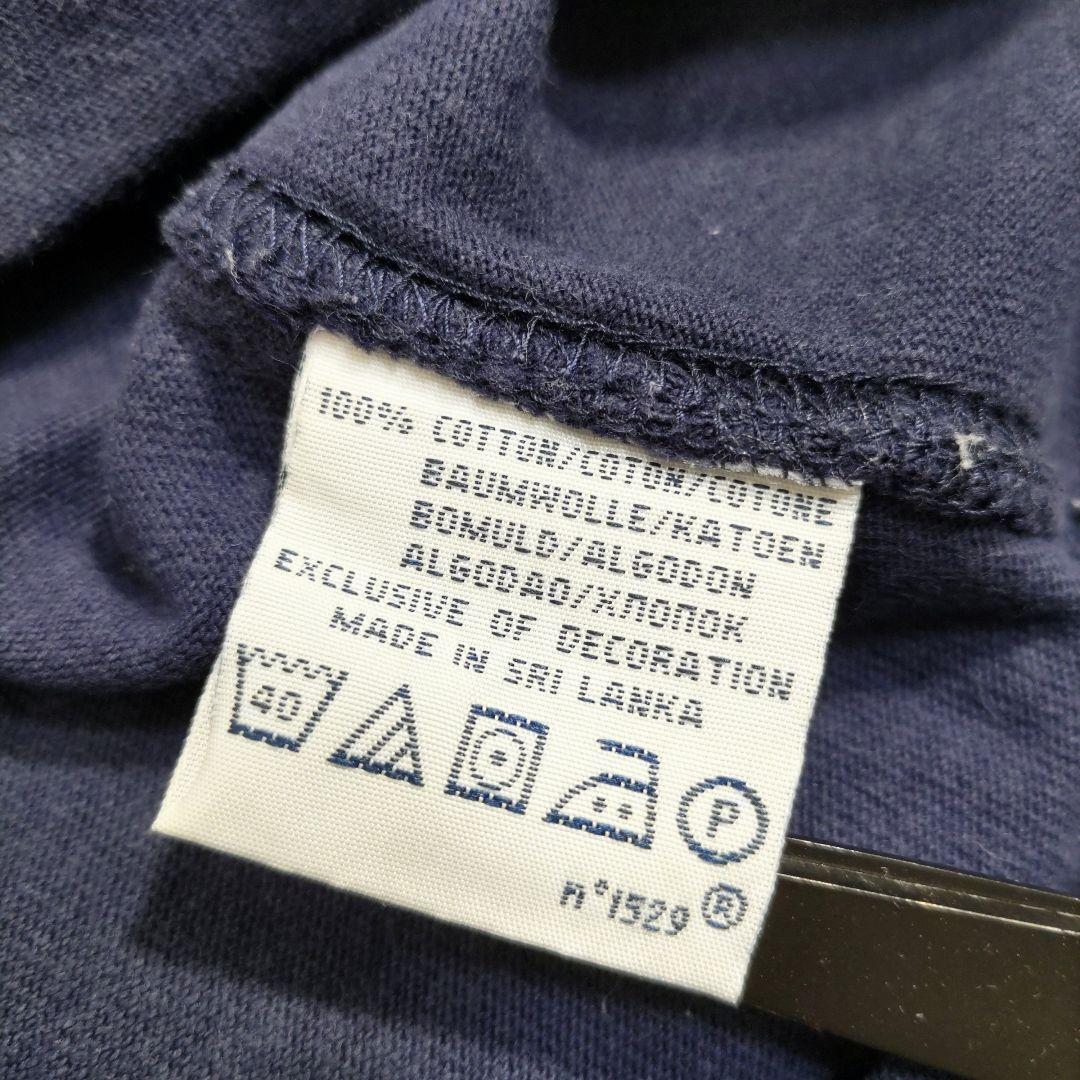 100% COTTON/COTON/COTONE
BAUMWOLLE/KATOEN
BOMULD/ALGODON
ALGODAO/ХЛОПОК
EXCLUSIVE OF DECORATION
MADE IN SRI LANKA
40
P
n°1529 ®